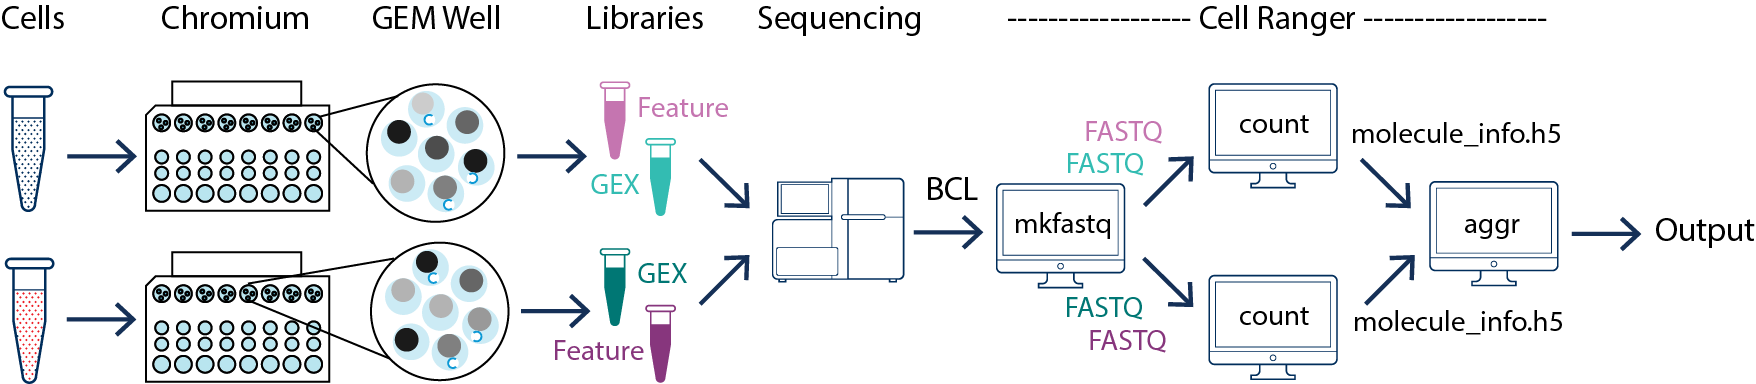 Cells
Chromium
GEM Well
Libraries
Sequencing
------------------ Cell Ranger ------------------
Feature
GEX
FASTQ
FASTQ
count
molecule_info.h5
BCL
mkfastq
aggr
Output
GEX
Feature
FASTQ
FASTQ
count
molecule_info.h5